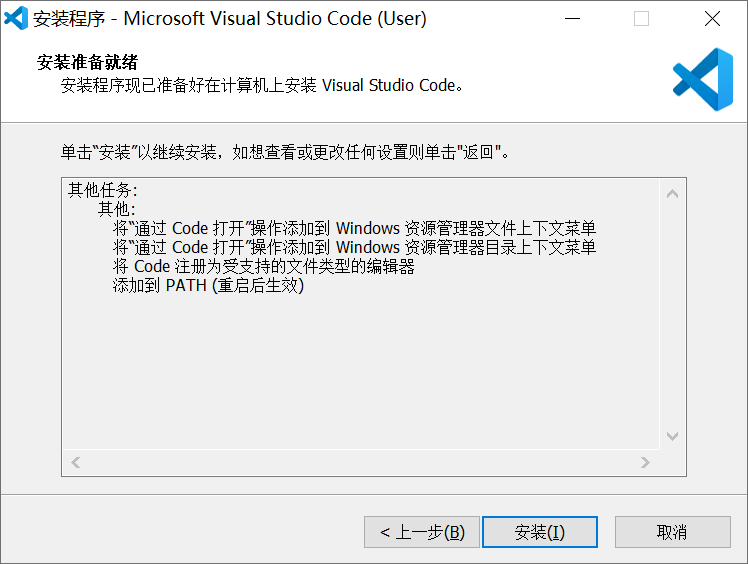 安装程序 - Microsoft Visual Studio Code (User)
安装准备就绪
安装程序现已准备好在计算机上安装 Visual Studio Code。
单击“安装”以继续安装，如想查看或更改任何设置则单击"返回"。
其他任务:
其他:
将“通过 Code 打开”操作添加到 Windows 资源管理器文件上下文菜单
将“通过 Code 打开”操作添加到 Windows 资源管理器目录上下文菜单
将 Code 注册为受支持的文件类型的编辑器
添加到 PATH (重启后生效)
< 上一步(B) 安装(I) 取消